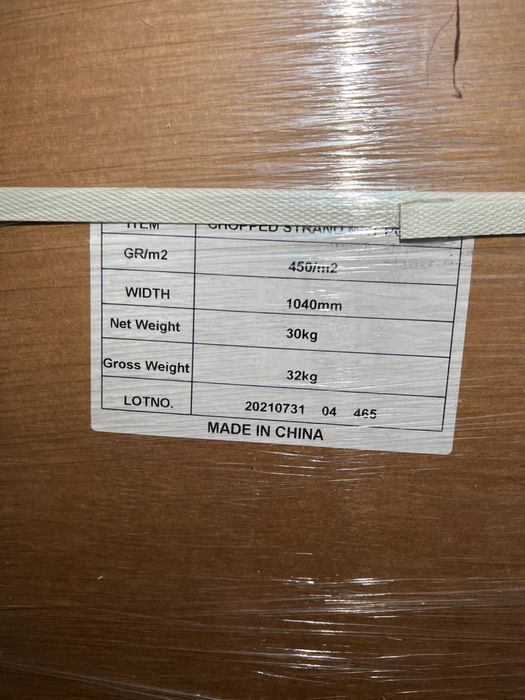 ITEM CHOPPED STRAND
GR/m2 450/m2
WIDTH 1040mm
Net Weight 30kg
Gross Weight 32kg
LOTNO. 20210731 04 465
MADE IN CHINA